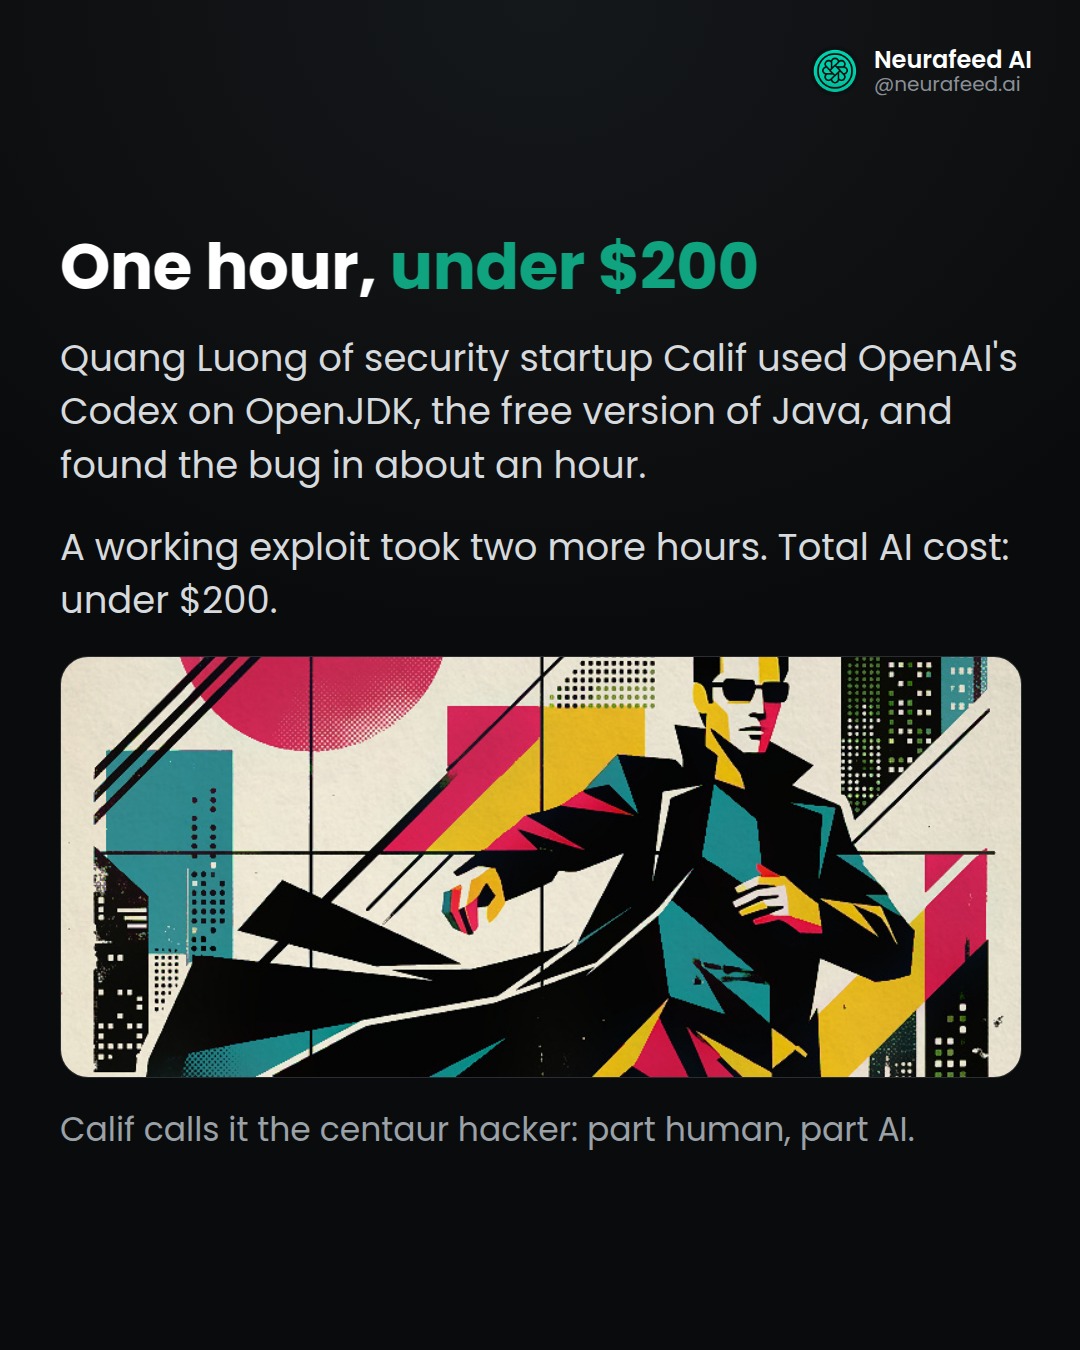 Neurafeed AI
@neurafeed.ai
One hour, under $200
Quang Luong of security startup Calif used OpenAI's
Codex on OpenJDK, the free version of Java, and
found the bug in about an hour.
A working exploit took two more hours. Total AI cost:
under $200.
Calif calls it the centaur hacker: part human, part AI.